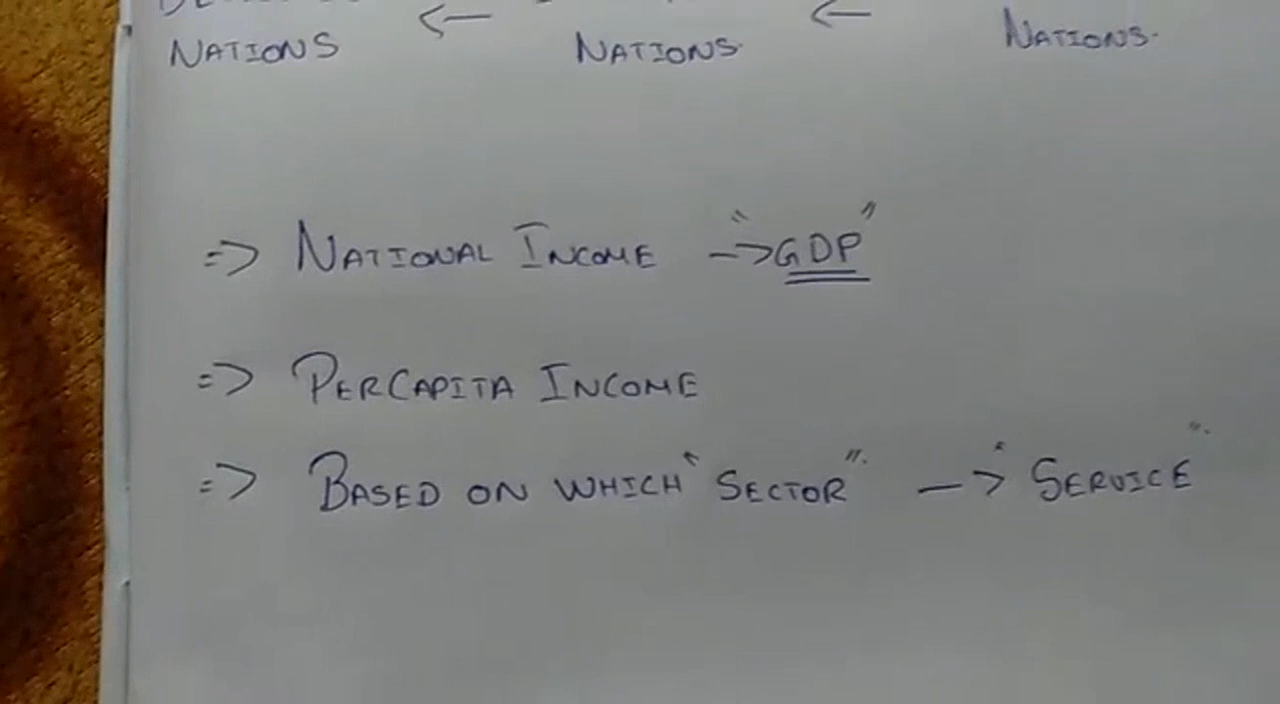 NATIONS <— NATIONS. <— NATIONS.
=> NATIONAL INCOME —> "GDP"
=> PERCAPITA INCOME
=> BASED ON WHICH "SECTOR". —> "SERVICE".